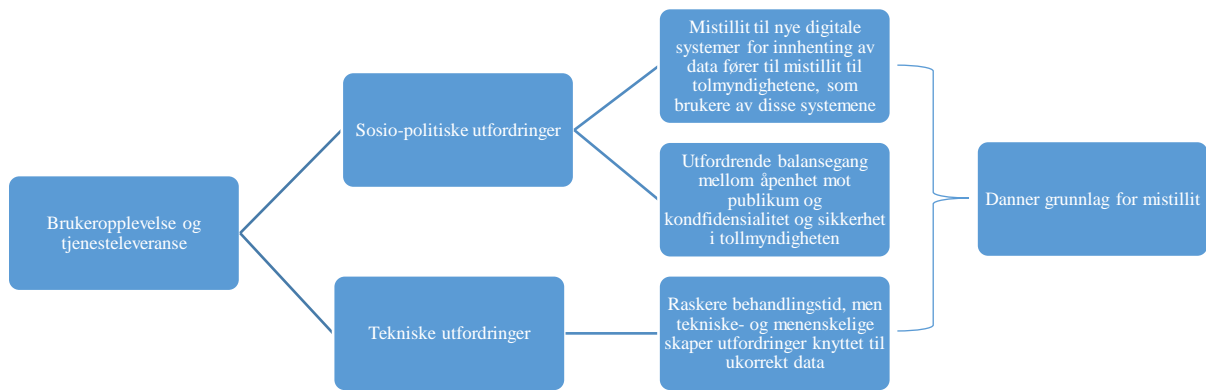 Brukeropplevelse og
tjenesteleveranse
Sosio-politiske utfordringer
Tekniske utfordringer
Mistillit til nye digitale
systemer for innhenting av
data fører til mistillit til
tolmyndighetene, som
brukere av disse systemene
Utfordrende balansegang
mellom åpenhet mot
publikum og
kondfidensialitet og sikkerhet
i tollmyndigheten
Raskere behandlingstid, men
tekniske- og menenskelige
skaper utfordringer knyttet til
ukorrekt data
Danner grunnlag for mistillit